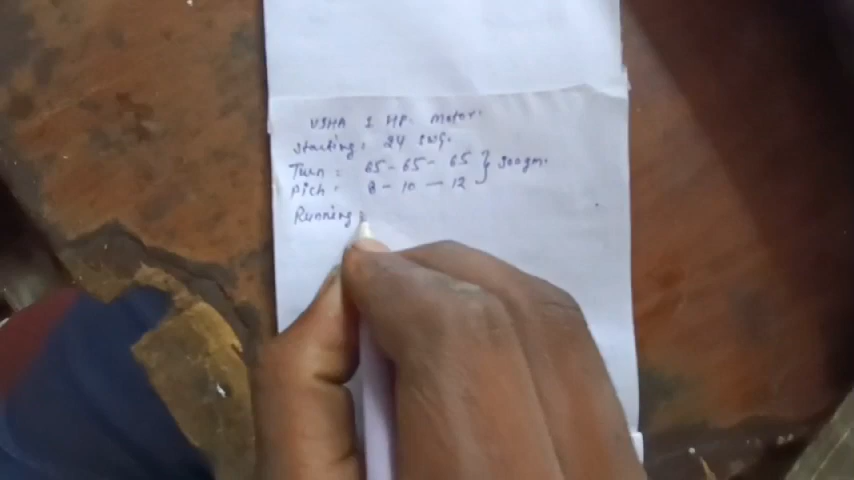 USHA 1 HP. Motor.
Starting: 24 SWG.
Turn: 65 - 65 - 65 } 300gm.
Pich: 8 - 10 - 12
Running: